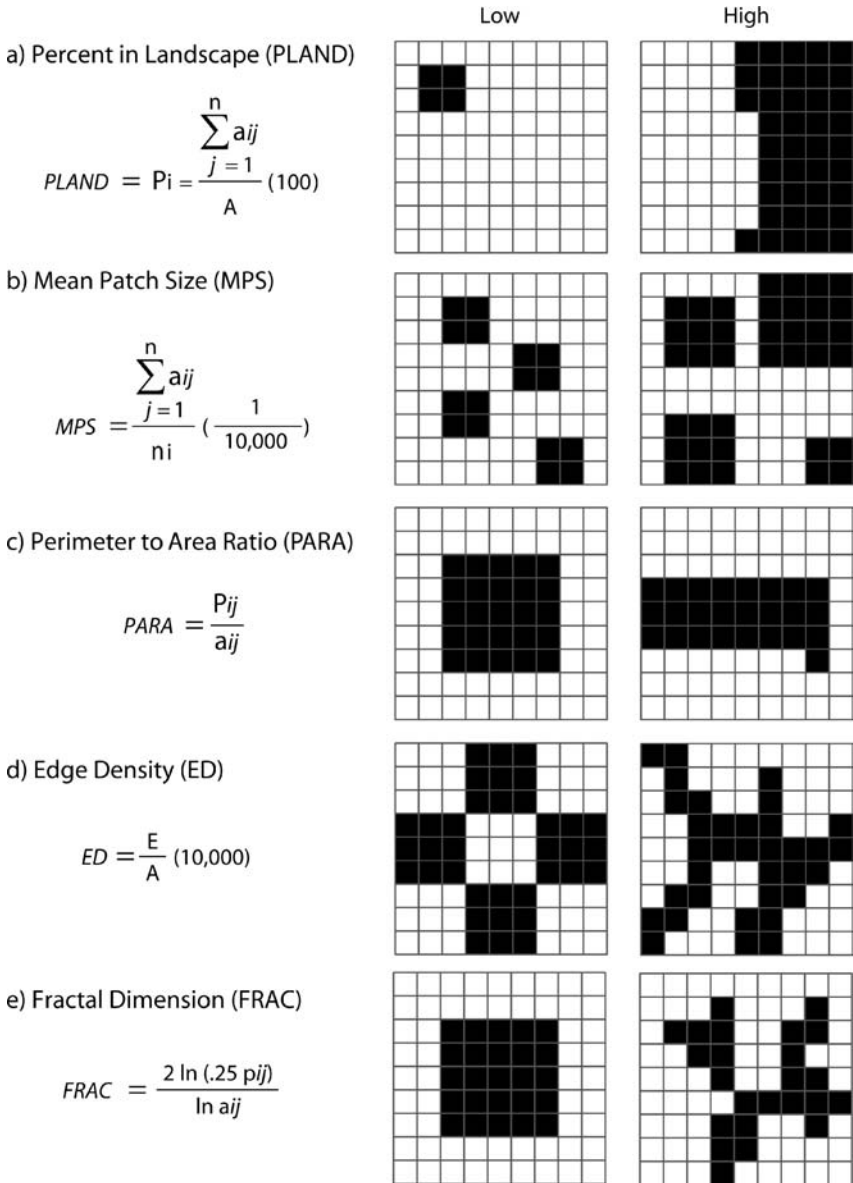 Low High
a) Percent in Landscape (PLAND)
n
∑ aij
j = 1
PLAND = Pi = (100)
A
b) Mean Patch Size (MPS)
n
∑ aij
j = 1
MPS = ( 1 )
ni 10,000
c) Perimeter to Area Ratio (PARA)
Pij
PARA =
aij
d) Edge Density (ED)
E
ED = (10,000)
A
e) Fractal Dimension (FRAC)
2 ln (.25 pij)
FRAC =
ln aij